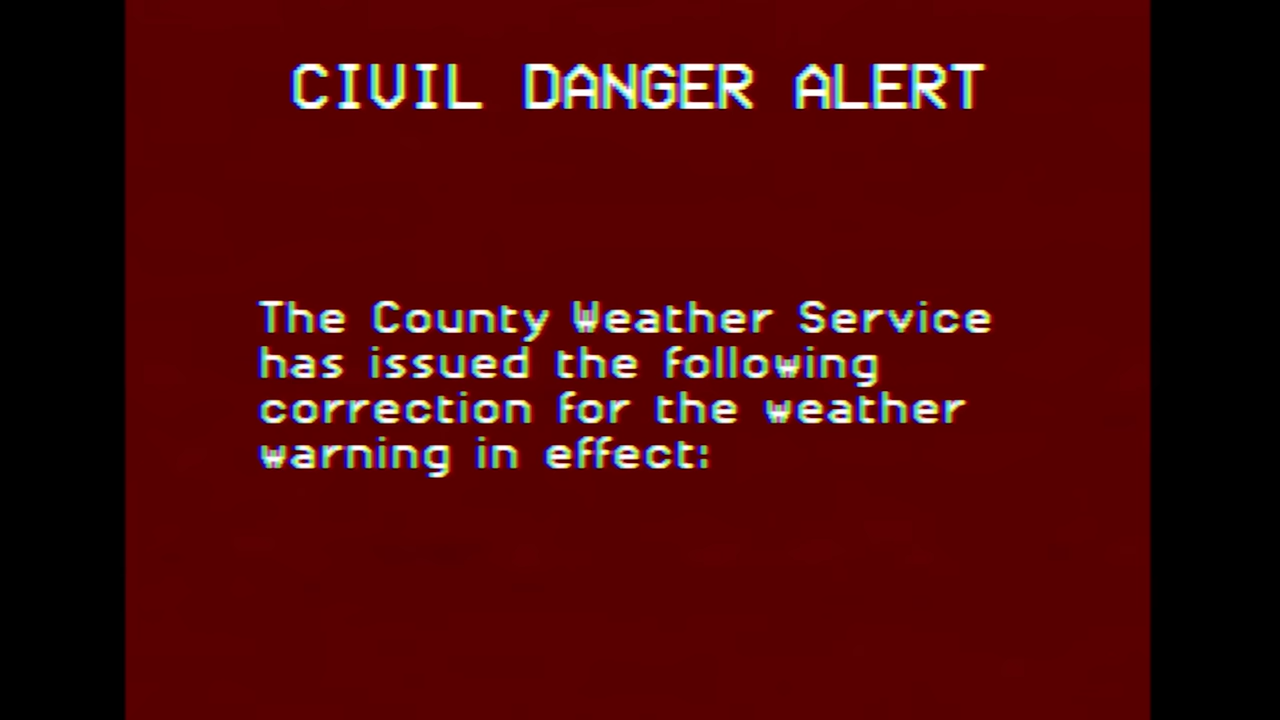 CIVIL DANGER ALERT
The County Weather Service
has issued the following
correction for the weather
warning in effect: